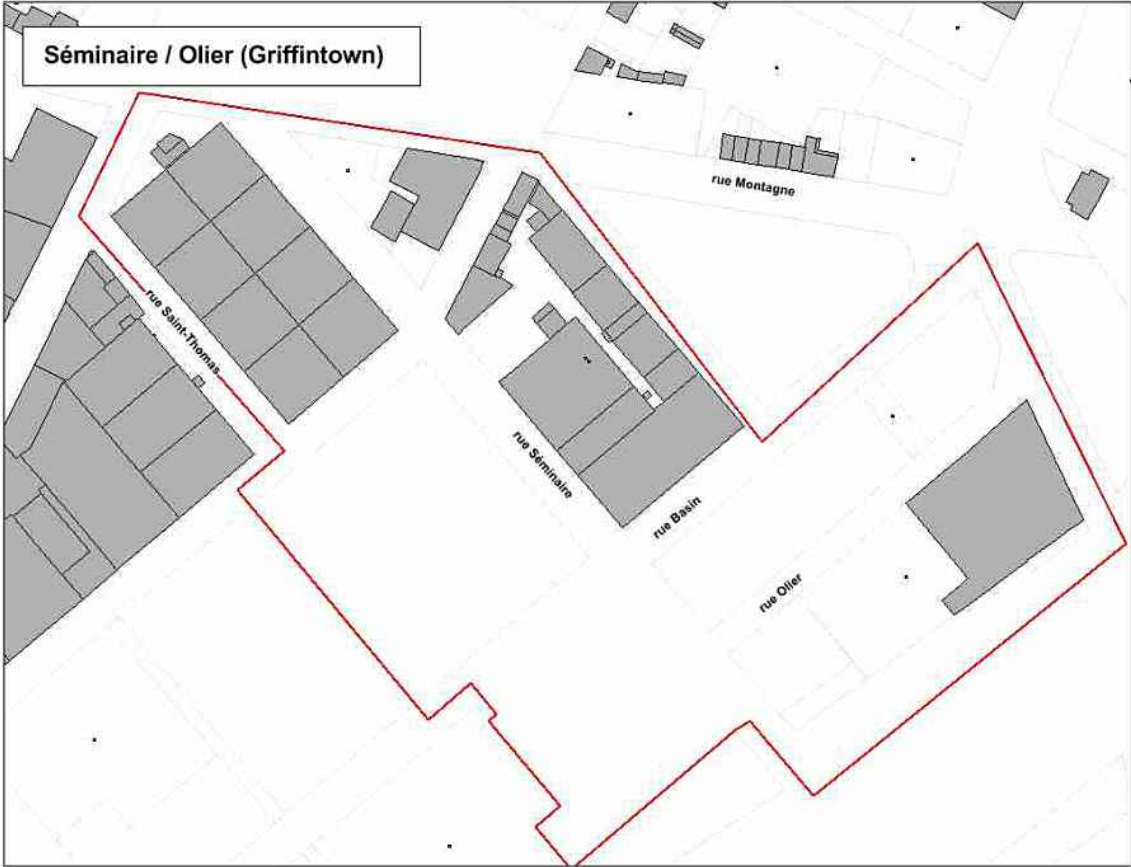 Séminaire / Olier (Griffintown)
rue Montagne
rue Saint-Thomas
rue Séminaire
rue Basin
rue Olier